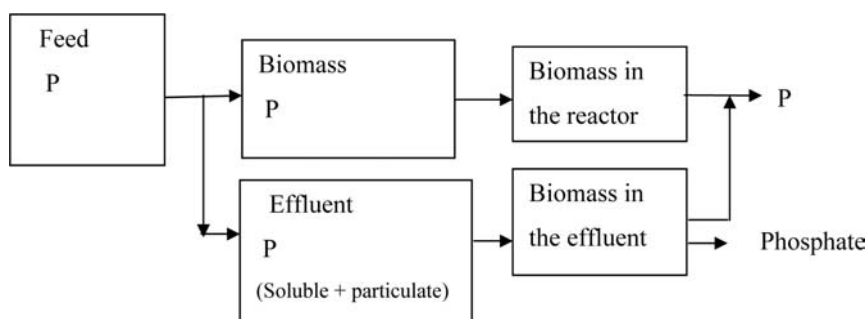 Feed
P
Biomass
P
Biomass in
the reactor
P
Effluent
P
(Soluble + particulate)
Biomass in
the effluent
Phosphate